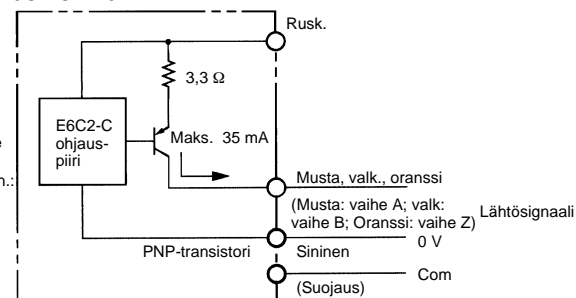 Rusk.
3,3 Ω
E6C2-C
ohjaus-
piiri
Maks. 35 mA
e
n.:
Musta, valk., oranssi
(Musta: vaihe A; valk:
vaihe B; Oranssi: vaihe Z)
Lähtösignaali
0 V
PNP-transistori
Sininen
Com
(Suojaus)